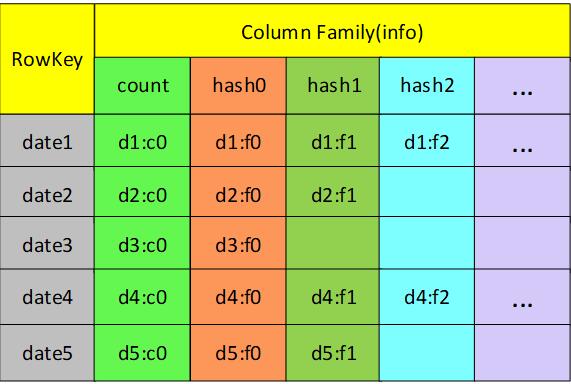 RowKey Column Family(info)
count hash0 hash1 hash2 ...
date1 d1:c0 d1:f0 d1:f1 d1:f2 ...
date2 d2:c0 d2:f0 d2:f1
date3 d3:c0 d3:f0
date4 d4:c0 d4:f0 d4:f1 d4:f2 ...
date5 d5:c0 d5:f0 d5:f1